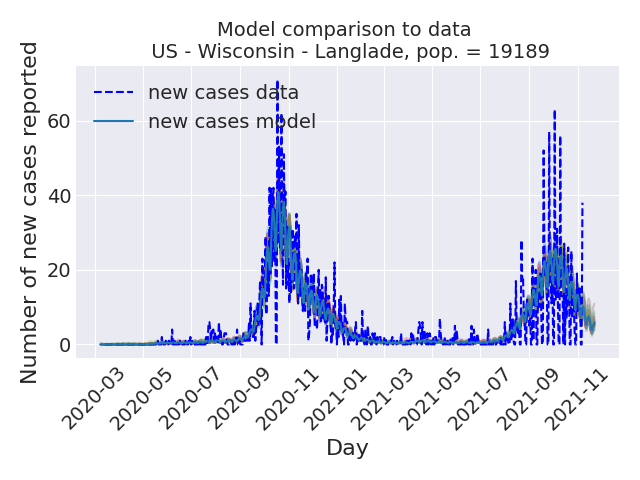 Model comparison to data
US - Wisconsin - Langlade, pop. = 19189
Number of new cases reported
new cases data
new cases model
60
40
20
0
2020-03
2020-05
2020-07
2020-09
2020-11
2021-01
2021-03
2021-05
2021-07
2021-09
2021-11
Day